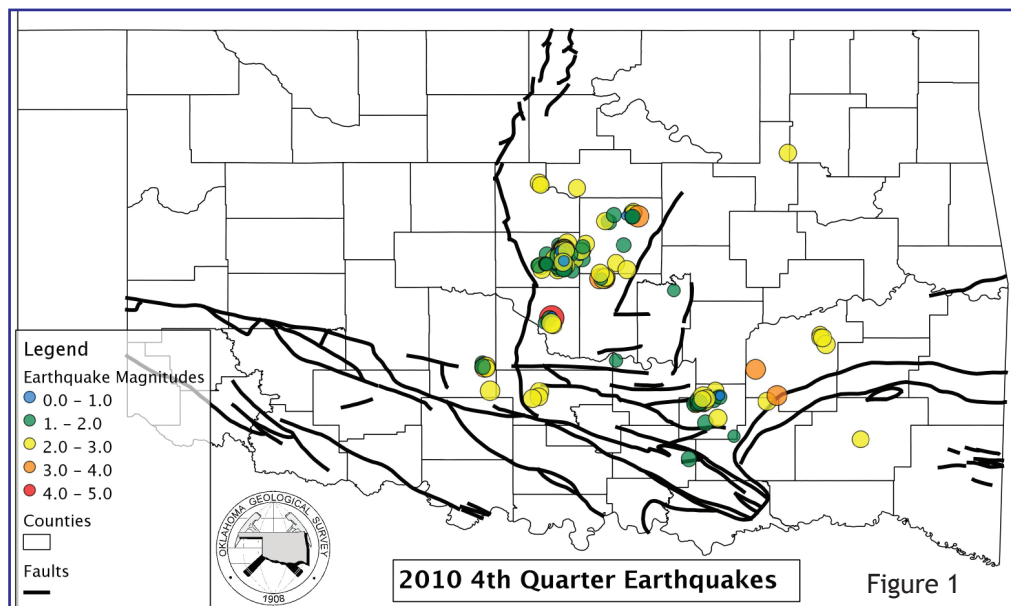 Legend
Earthquake Magnitudes
0.0 - 1.0
1. - 2.0
2.0 - 3.0
3.0 - 4.0
4.0 - 5.0
Counties
Faults
OKLAHOMA GEOLOGICAL SURVEY
1908
2010 4th Quarter Earthquakes
Figure 1